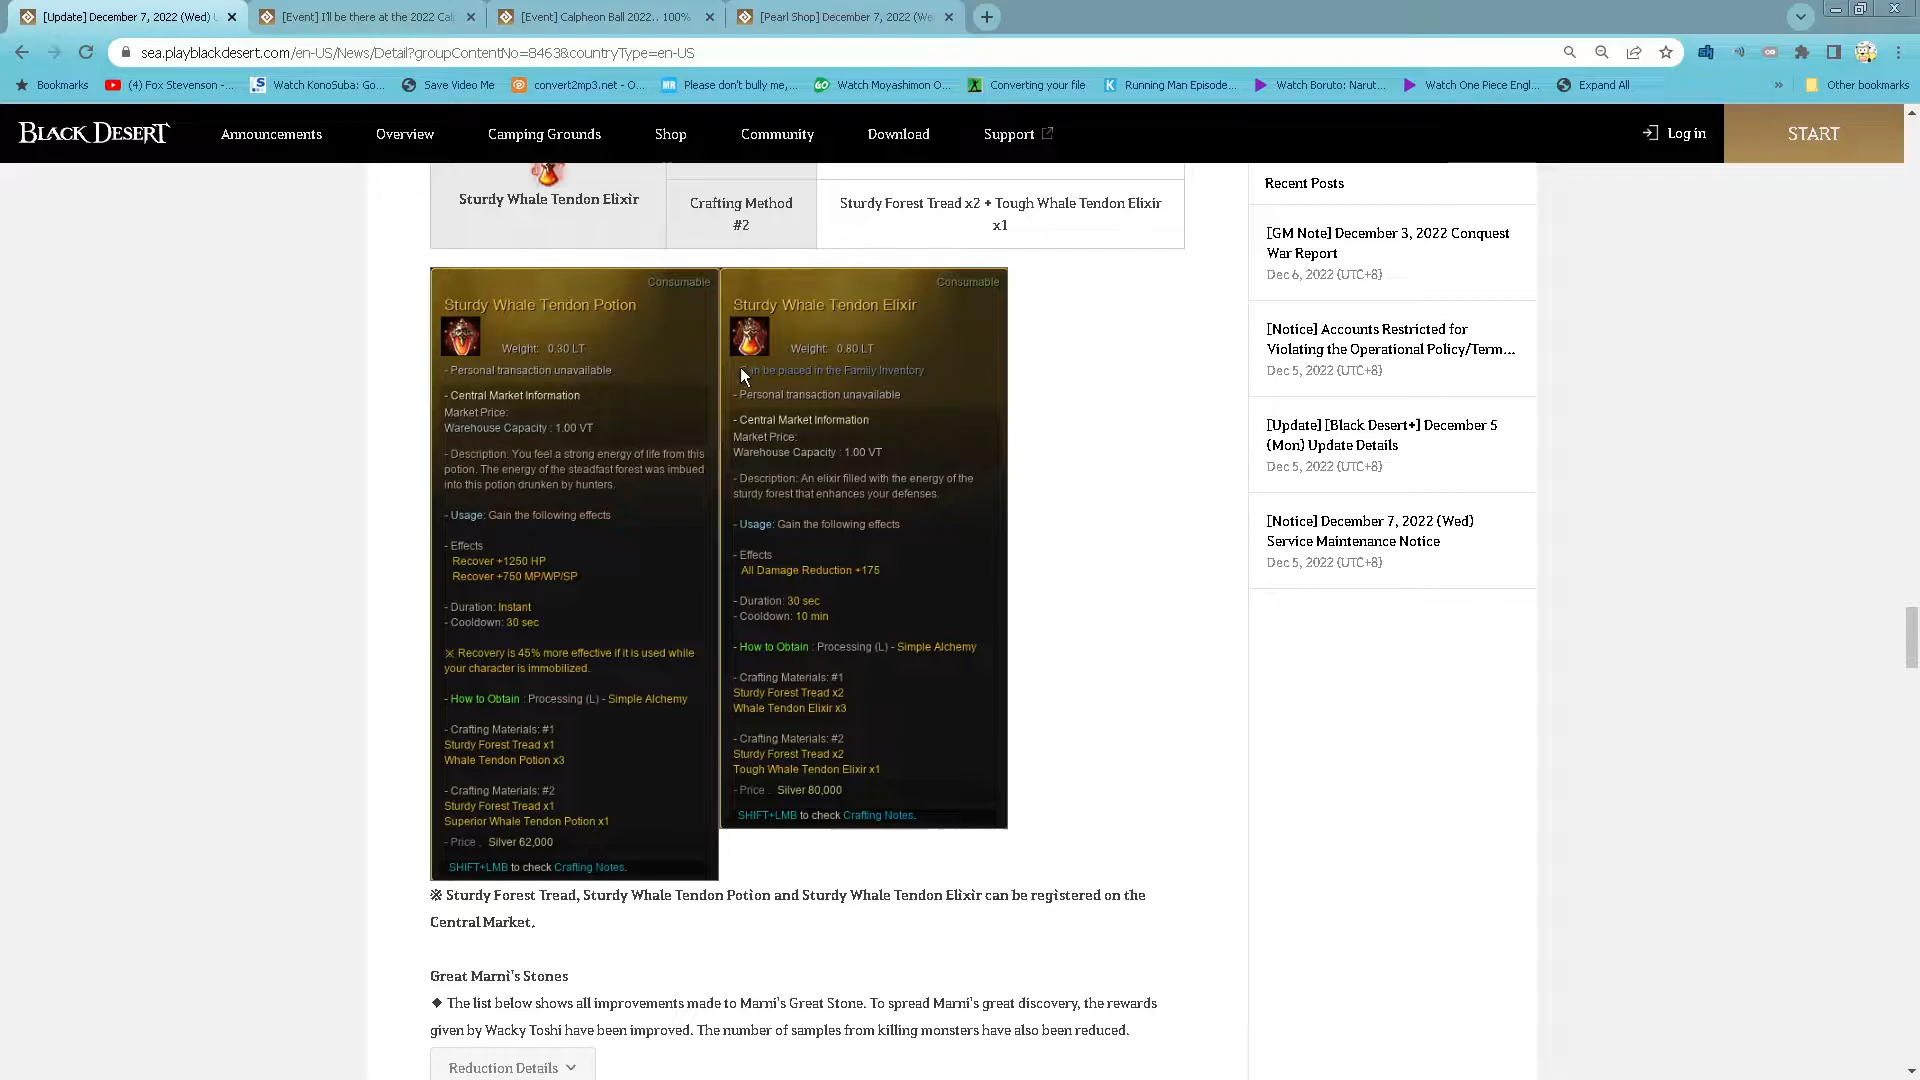 [Update] December 7, 2022 (Wed) U
[Event] I'll be there at the 2022 Cal
[Event] Calpheon Ball 2022.. 100%
[Pearl Shop] December 7, 2022 (We
sea.playblackdesert.com/en-US/News/Detail?groupContentNo=8463&countryType=en-US
Bookmarks
(4) Fox Stevenson -...
Watch KonoSuba: Go...
Save Video Me
convert2mp3.net - O...
Please don't bully me,...
Watch Moyashimon O...
Converting your file
Running Man Episode...
Watch Boruto: Narut...
Watch One Piece Engl...
Expand All
»
Other bookmarks
BLACK DESERT
Announcements
Overview
Camping Grounds
Shop
Community
Download
Support
Log in
START
Sturdy Whale Tendon Elixir
Crafting Method
#2
Sturdy Forest Tread x2 + Tough Whale Tendon Elixir
x1
Consumable
Sturdy Whale Tendon Potion
Weight: 0.30 LT
- Personal transaction unavailable
- Central Market Information
Market Price:
Warehouse Capacity : 1.00 VT
- Description: You feel a strong energy of life from this
potion. The energy of the steadfast forest was imbued
into this potion drunken by hunters.
- Usage: Gain the following effects
- Effects
Recover +1250 HP
Recover +750 MP/WP/SP
- Duration: Instant
- Cooldown: 30 sec
※ Recovery is 45% more effective if it is used while
your character is immobilized.
- How to Obtain : Processing (L) - Simple Alchemy
- Crafting Materials: #1
Sturdy Forest Tread x1
Whale Tendon Potion x3
- Crafting Materials: #2
Sturdy Forest Tread x1
Superior Whale Tendon Potion x1
- Price : Silver 62,000
SHIFT+LMB to check Crafting Notes.
Consumable
Sturdy Whale Tendon Elixir
Weight: 0.80 LT
be placed in the Family Inventory
- Personal transaction unavailable
- Central Market Information
Market Price:
Warehouse Capacity : 1.00 VT
- Description: An elixir filled with the energy of the
sturdy forest that enhances your defenses.
- Usage: Gain the following effects
- Effects
All Damage Reduction +175
- Duration: 30 sec
- Cooldown: 10 min
- How to Obtain : Processing (L) - Simple Alchemy
- Crafting Materials: #1
Sturdy Forest Tread x2
Whale Tendon Elixir x3
- Crafting Materials: #2
Sturdy Forest Tread x2
Tough Whale Tendon Elixir x1
- Price : Silver 80,000
SHIFT+LMB to check Crafting Notes.
※ Sturdy Forest Tread, Sturdy Whale Tendon Potion and Sturdy Whale Tendon Elixir can be registered on the
Central Market.
Great Marni's Stones
◆ The list below shows all improvements made to Marni's Great Stone. To spread Marni's great discovery, the rewards
given by Wacky Toshi have been improved. The number of samples from killing monsters have also been reduced.
Reduction Details
Recent Posts
[GM Note] December 3, 2022 Conquest
War Report
Dec 6, 2022 (UTC+8)
[Notice] Accounts Restricted for
Violating the Operational Policy/Term...
Dec 5, 2022 (UTC+8)
[Update] [Black Desert+] December 5
(Mon) Update Details
Dec 5, 2022 (UTC+8)
[Notice] December 7, 2022 (Wed)
Service Maintenance Notice
Dec 5, 2022 (UTC+8)